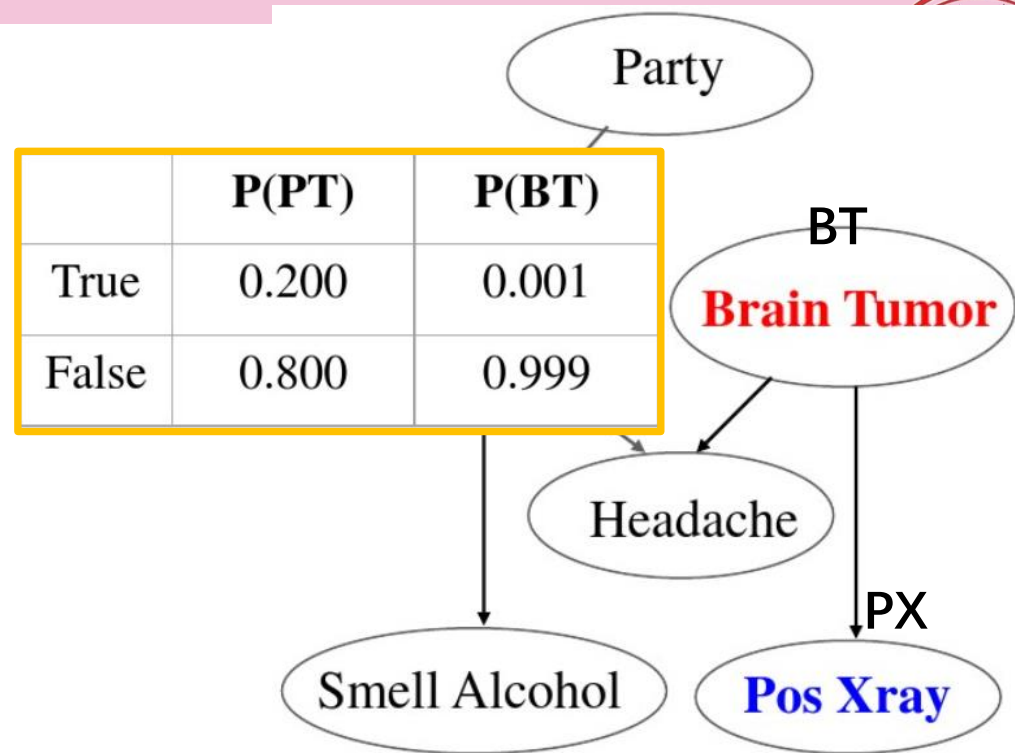 Party
P(PT) P(BT)
True 0.200 0.001
False 0.800 0.999
BT
Brain Tumor
Headache
PX
Smell Alcohol
Pos Xray